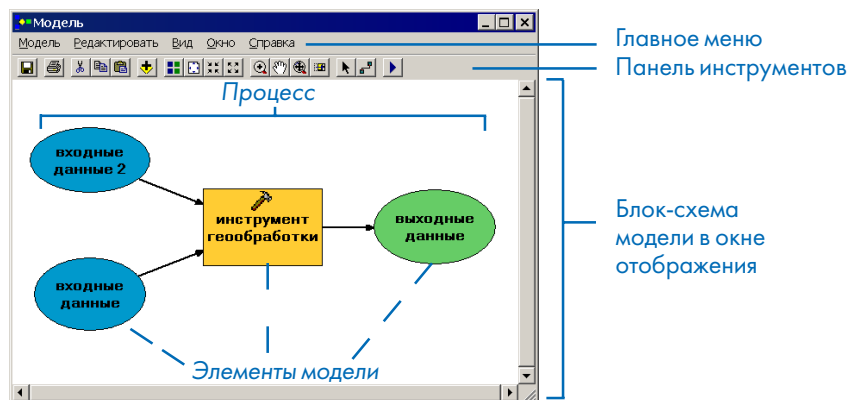 Модель
Модель Редактировать Вид Окно Справка
Главное меню
Панель инструментов
Процесс
входные
данные 2
инструмент
геообработки
выходные
данные
входные
данные
Элементы модели
Блок-схема
модели в окне
отображения